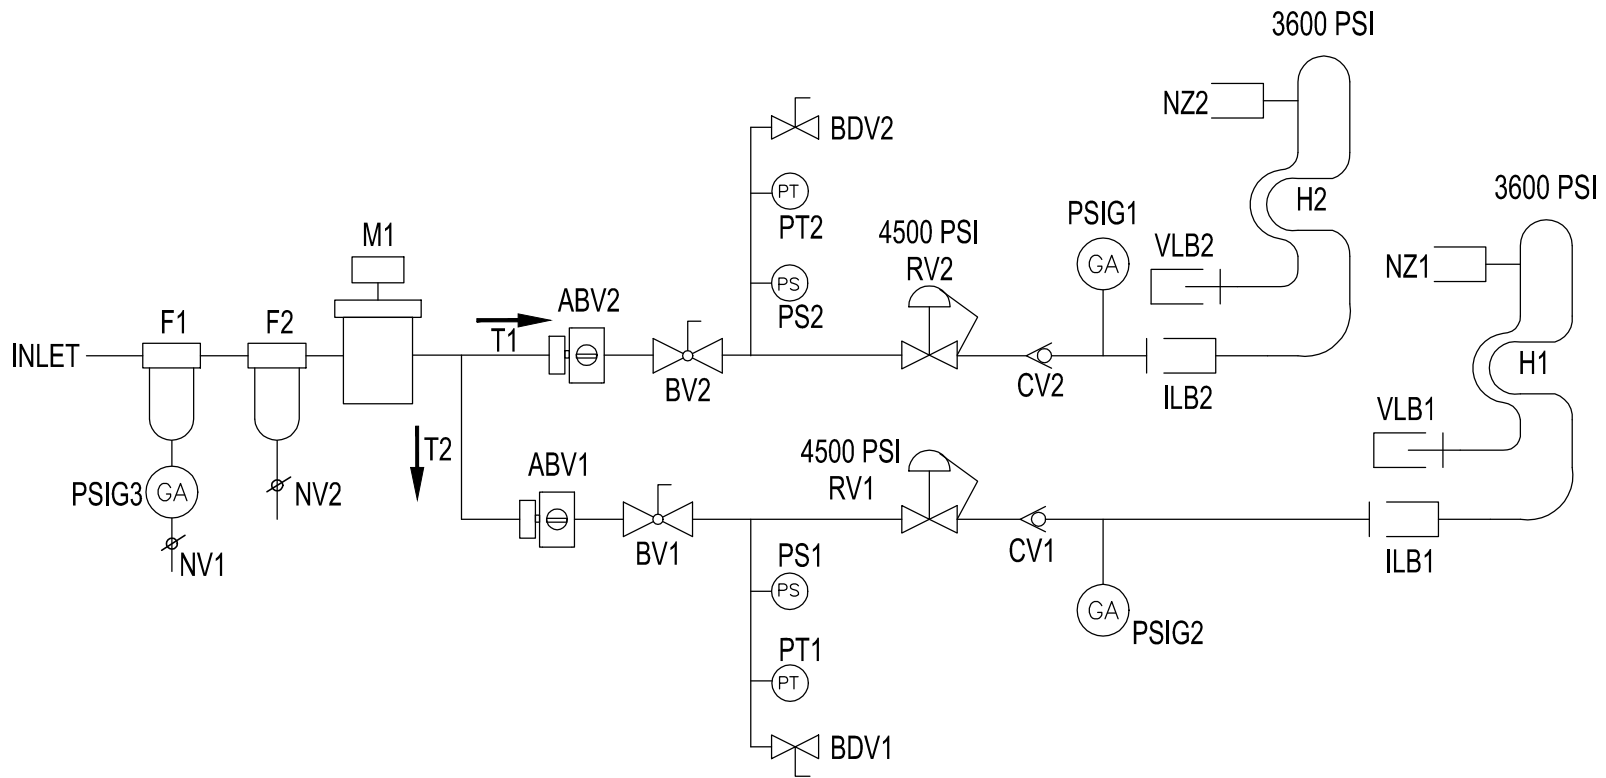 3600 PSI
NZ2
BDV2
PT
PT2
H2
3600 PSI
PSIG1
4500 PSI
RV2
M1
VLB2
GA
NZ1
PS
PS2
ABV2
F1
F2
T1
INLET
H1
BV2
CV2
ILB2
VLB1
T2
4500 PSI
RV1
ABV1
PSIG3
GA
NV2
NV1
BV1
PS1
CV1
ILB1
PS
GA
PSIG2
PT1
PT
BDV1